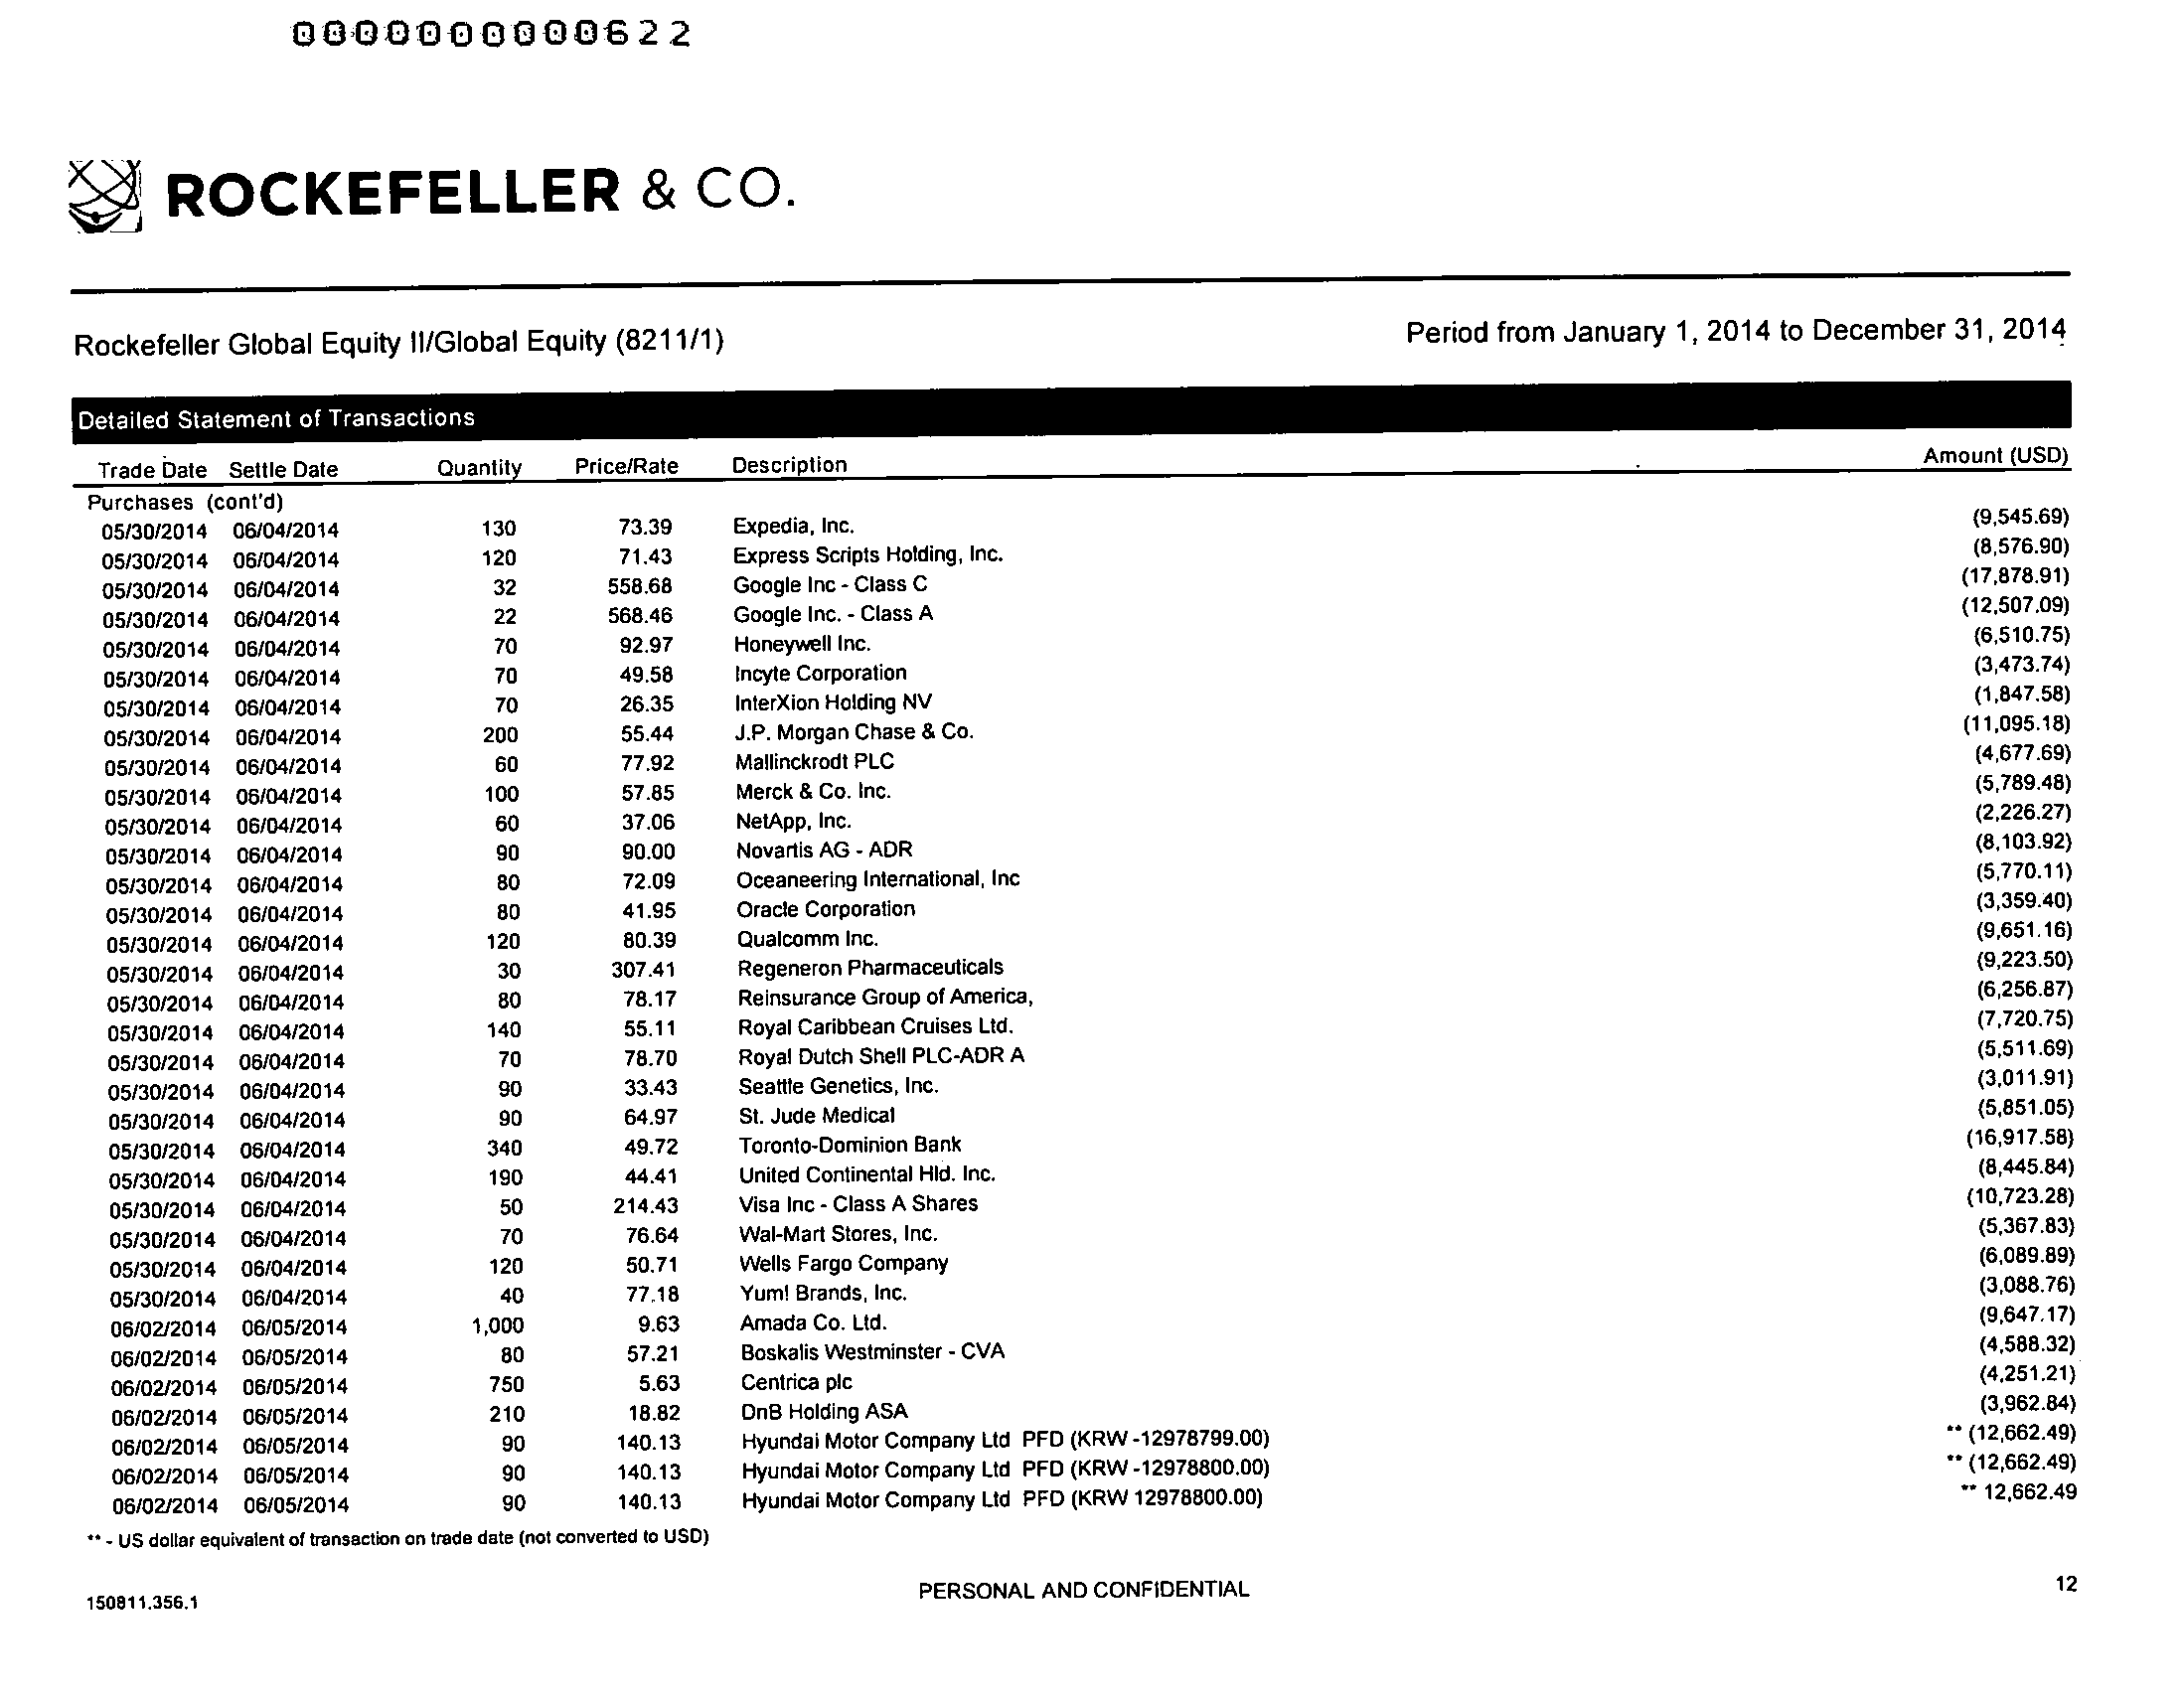 0000000000622
ROCKEFELLER & CO.
Rockefeller Global Equity II/Global Equity (8211/1) Period from January 1, 2014 to December 31, 2014
Detailed Statement of Transactions
Trade Date Settle Date Quantity Price/Rate Description Amount (USD)
Purchases (cont'd)
05/30/2014 06/04/2014 130 73.39 Expedia, Inc. (9,545.69)
05/30/2014 06/04/2014 120 71.43 Express Scripts Holding, Inc. (8,576.90)
05/30/2014 06/04/2014 32 558.68 Google Inc - Class C (17,878.91)
05/30/2014 06/04/2014 22 568.46 Google Inc. - Class A (12,507.09)
05/30/2014 06/04/2014 70 92.97 Honeywell Inc. (6,510.75)
05/30/2014 06/04/2014 70 49.58 Incyte Corporation (3,473.74)
05/30/2014 06/04/2014 70 26.35 InterXion Holding NV (1,847.58)
05/30/2014 06/04/2014 200 55.44 J.P. Morgan Chase & Co. (11,095.18)
05/30/2014 06/04/2014 60 77.92 Mallinckrodt PLC (4,677.69)
05/30/2014 06/04/2014 100 57.85 Merck & Co. Inc. (5,789.48)
05/30/2014 06/04/2014 60 37.06 NetApp, Inc. (2,226.27)
05/30/2014 06/04/2014 90 90.00 Novartis AG - ADR (8,103.92)
05/30/2014 06/04/2014 80 72.09 Oceaneering International, Inc (5,770.11)
05/30/2014 06/04/2014 80 41.95 Oracle Corporation (3,359.40)
05/30/2014 06/04/2014 120 80.39 Qualcomm Inc. (9,651.16)
05/30/2014 06/04/2014 30 307.41 Regeneron Pharmaceuticals (9,223.50)
05/30/2014 06/04/2014 80 78.17 Reinsurance Group of America, (6,256.87)
05/30/2014 06/04/2014 140 55.11 Royal Caribbean Cruises Ltd. (7,720.75)
05/30/2014 06/04/2014 70 78.70 Royal Dutch Shell PLC-ADR A (5,511.69)
05/30/2014 06/04/2014 90 33.43 Seattle Genetics, Inc. (3,011.91)
05/30/2014 06/04/2014 90 64.97 St. Jude Medical (5,851.05)
05/30/2014 06/04/2014 340 49.72 Toronto-Dominion Bank (16,917.58)
05/30/2014 06/04/2014 190 44.41 United Continental Hld. Inc. (8,445.84)
05/30/2014 06/04/2014 50 214.43 Visa Inc - Class A Shares (10,723.28)
05/30/2014 06/04/2014 70 76.64 Wal-Mart Stores, Inc. (5,367.83)
05/30/2014 06/04/2014 120 50.71 Wells Fargo Company (6,089.89)
05/30/2014 06/04/2014 40 77.18 Yum! Brands, Inc. (3,088.76)
06/02/2014 06/05/2014 1,000 9.63 Amada Co. Ltd. (9,647.17)
06/02/2014 06/05/2014 80 57.21 Boskalis Westminster - CVA (4,588.32)
06/02/2014 06/05/2014 750 5.63 Centrica plc (4,251.21)
06/02/2014 06/05/2014 210 18.82 DnB Holding ASA (3,962.84)
06/02/2014 06/05/2014 90 140.13 Hyundai Motor Company Ltd PFD (KRW -12978799.00) ** (12,662.49)
06/02/2014 06/05/2014 90 140.13 Hyundai Motor Company Ltd PFD (KRW -12978800.00) ** (12,662.49)
06/02/2014 06/05/2014 90 140.13 Hyundai Motor Company Ltd PFD (KRW 12978800.00) ** 12,662.49
** - US dollar equivalent of transaction on trade date (not converted to USD)
150811.356.1 PERSONAL AND CONFIDENTIAL 12